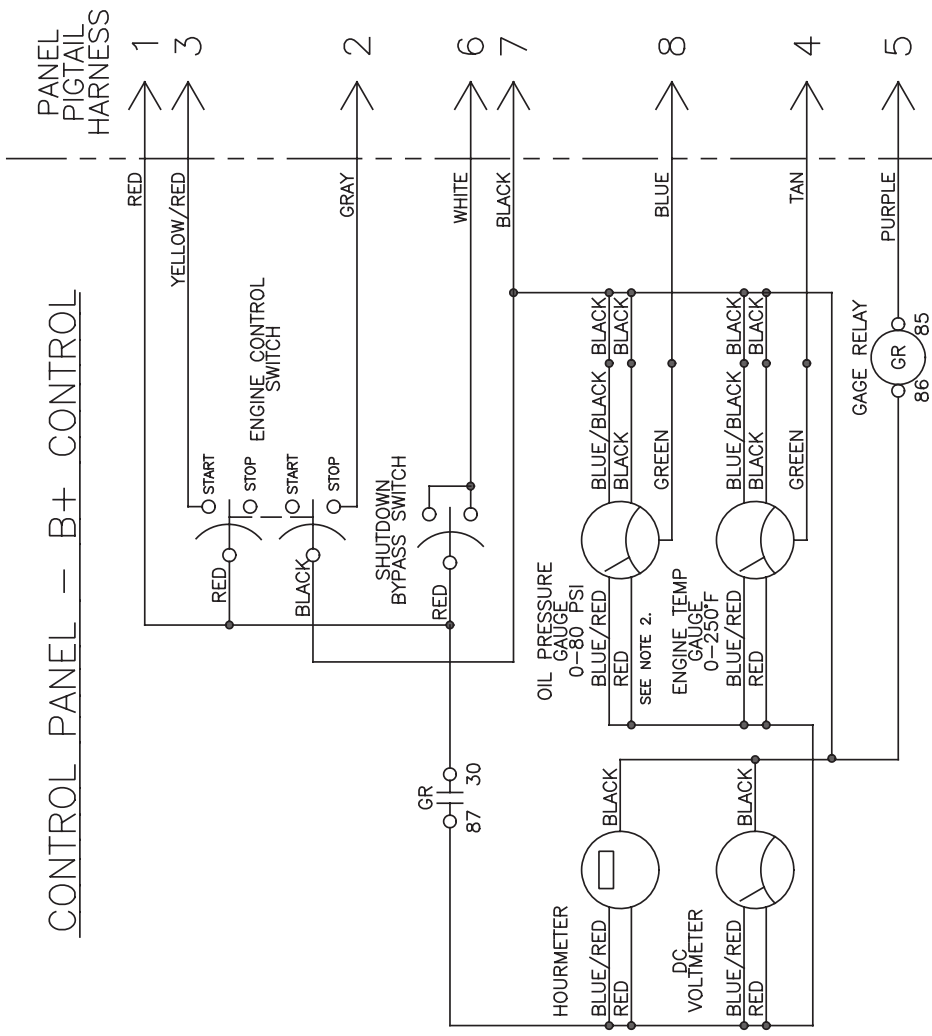 CONTROL PANEL - B+ CONTROL
PANEL
PIGTAIL
HARNESS
1
3
2
6
7
8
4
5
RED
YELLOW/RED
GRAY
WHITE
BLACK
BLUE
TAN
PURPLE
START
STOP
START
STOP
ENGINE CONTROL
SWITCH
RED
BLACK
SHUTDOWN
BYPASS SWITCH
RED
GR
87
30
OIL PRESSURE
GAUGE
0-80 PSI
BLUE/RED
RED
SEE NOTE 2.
BLUE/BLACK
BLACK
BLACK
BLACK
GREEN
ENGINE TEMP
GAUGE
0-250°F
BLUE/RED
RED
BLUE/BLACK
BLACK
BLACK
BLACK
GREEN
GAGE RELAY
86
GR
85
HOURMETER
BLUE/RED
RED
BLACK
DC
VOLTMETER
BLUE/RED
RED
BLACK